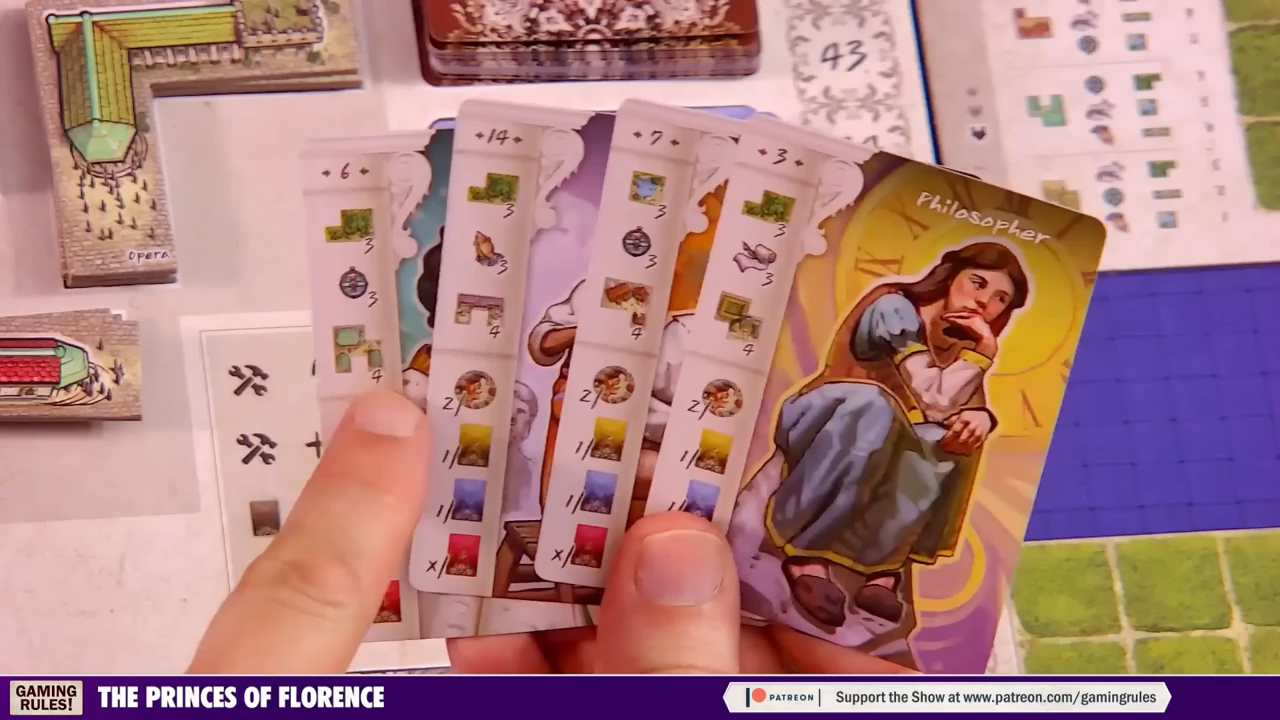 43
Opera
6
3
3
4
14
3
3
4
2/
1/
1/
x/
7
3
3
4
2/
1/
1/
x/
3
3
3
4
2/
1/
1/
Philosopher
GAMING
RULES!
THE PRINCES OF FLORENCE
PATREON
Support the Show at www.patreon.com/gamingrules